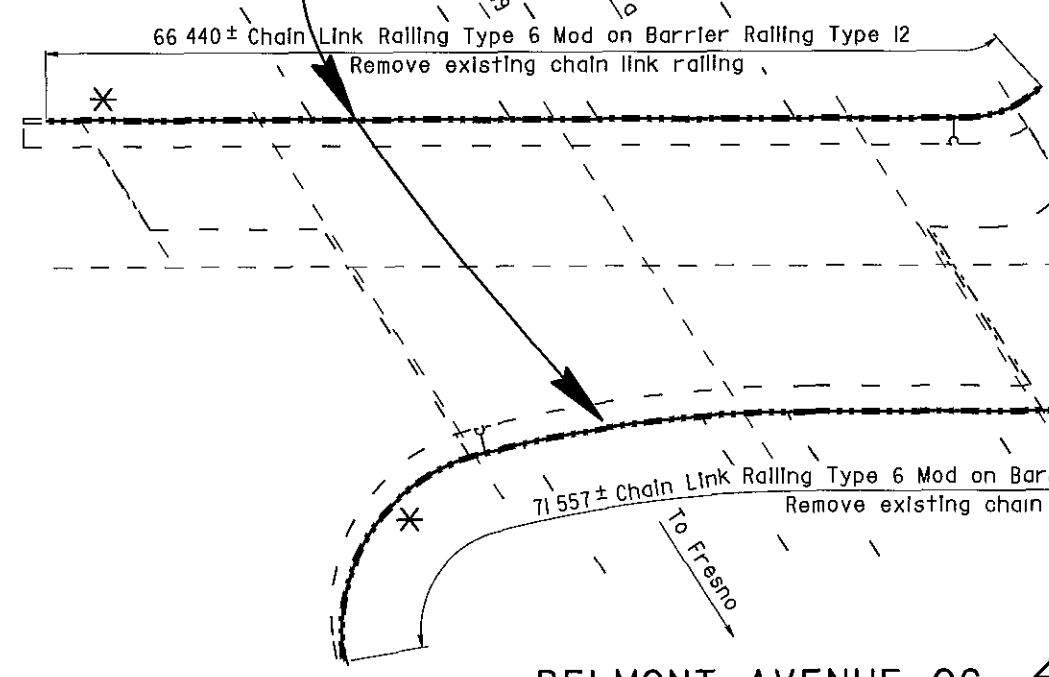 66 440± Chain Link Railing Type 6 Mod on Barrier Railing Type 12
Remove existing chain link railing
71 557± Chain Link Railing Type 6 Mod on Bar
Remove existing chain
To Fresno
BELMONT AVENUE OC